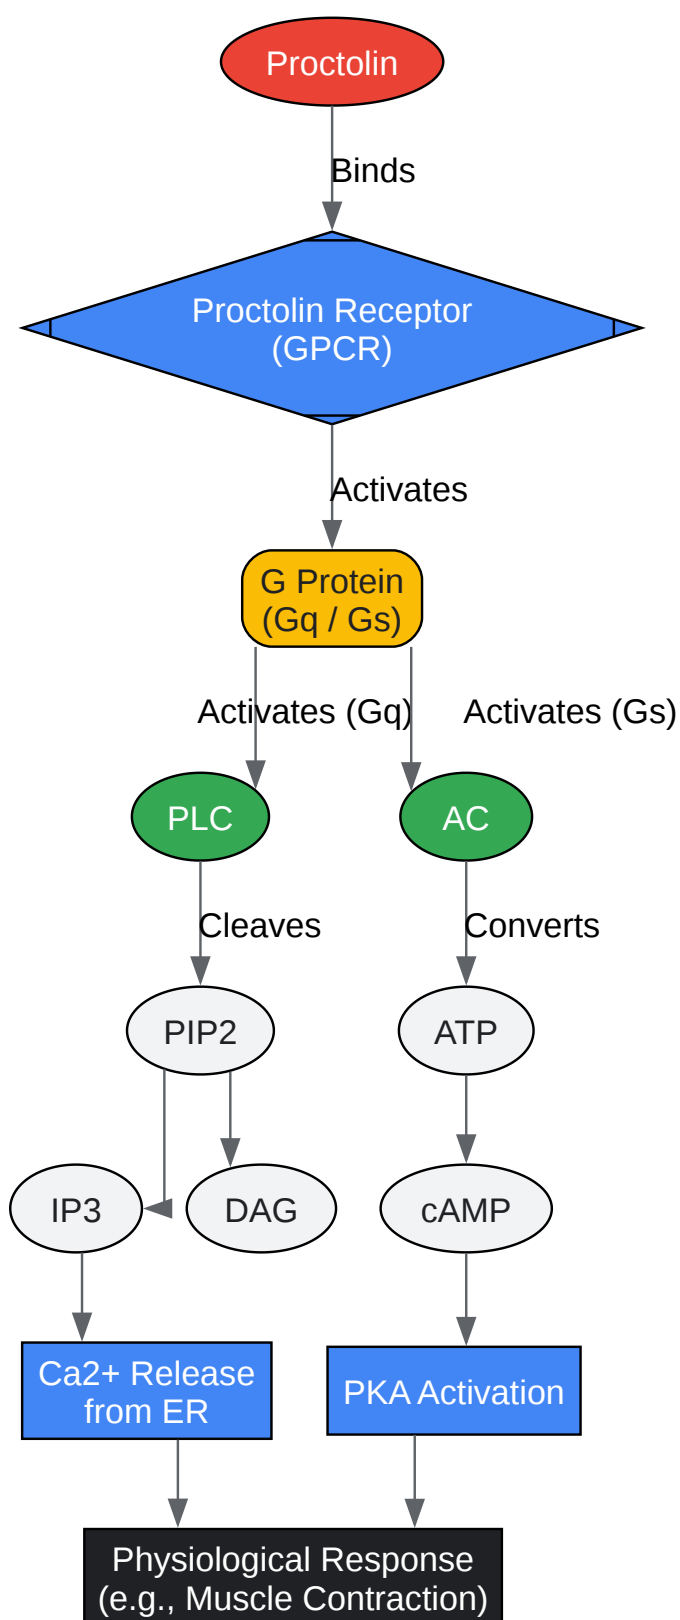 Proctolin
Binds
Proctolin Receptor
(GPCR)
Activates
G Protein
(Gq / Gs)
Activates (Gq)
Activates (Gs)
PLC
AC
Cleaves
Converts
PIP2
ATP
IP3
DAG
cAMP
Ca2+ Release
from ER
PKA Activation
Physiological Response
(e.g., Muscle Contraction)